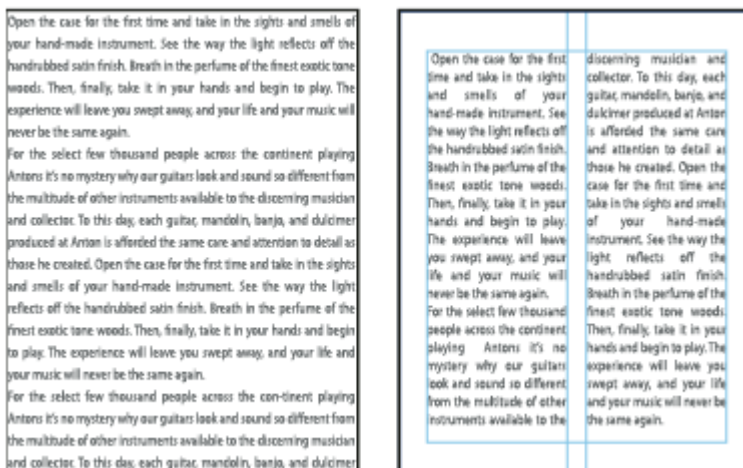 Open the case for the first time and take in the sights and smells of
your hand-made instrument. See the way the light reflects off the
handrubbed satin finish. Breath in the perfume of the finest exotic tone
woods. Then, finally, take it in your hands and begin to play. The
experience will leave you swept away, and your life and your music will
never be the same again.
For the select few thousand people across the continent playing
Antons it's no mystery why our guitars look and sound so different from
the multitude of other instruments available to the discerning musician
and collector. To this day, each guitar, mandolin, banjo, and dulcimer
produced at Anton is afforded the same care and attention to detail as
those he created. Open the case for the first time and take in the sights
and smells of your hand-made instrument. See the way the light
reflects off the handrubbed satin finish. Breath in the perfume of the
finest exotic tone woods. Then, finally, take it in your hands and begin
to play. The experience will leave you swept away, and your life and
your music will never be the same again.
For the select few thousand people across the con-tinent playing
Antons it's no mystery why our guitars look and sound so different from
the multitude of other instruments available to the discerning musician
and collector. To this day, each guitar, mandolin, banjo, and dulcimer
Open the case for the first
time and take in the sights
and smells of your
hand-made instrument. See
the way the light reflects off
the handrubbed satin finish.
Breath in the perfume of the
finest exotic tone woods.
Then, finally, take it in your
hands and begin to play.
The experience will leave
you swept away, and your
life and your music will
never be the same again.
For the select few thousand
people across the continent
playing Antons it's no
mystery why our guitars
look and sound so different
from the multitude of other
instruments available to the
discerning musician and
collector. To this day, each
guitar, mandolin, banjo, and
dulcimer produced at Anton
is afforded the same care
and attention to detail as
those he created. Open the
case for the first time and
take in the sights and smells
of your hand-made
instrument. See the way the
light reflects off the
handrubbed satin finish.
Breath in the perfume of the
finest exotic tone woods.
Then, finally, take it in your
hands and begin to play. The
experience will leave you
swept away, and your life
and your music will never be
the same again.